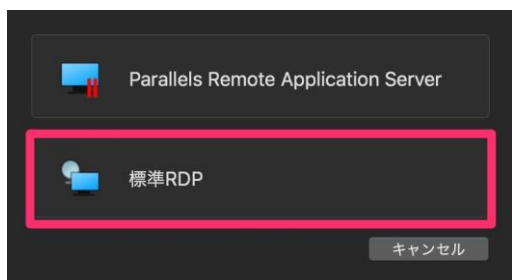 Parallels Remote Application Server
標準RDP
キャンセル